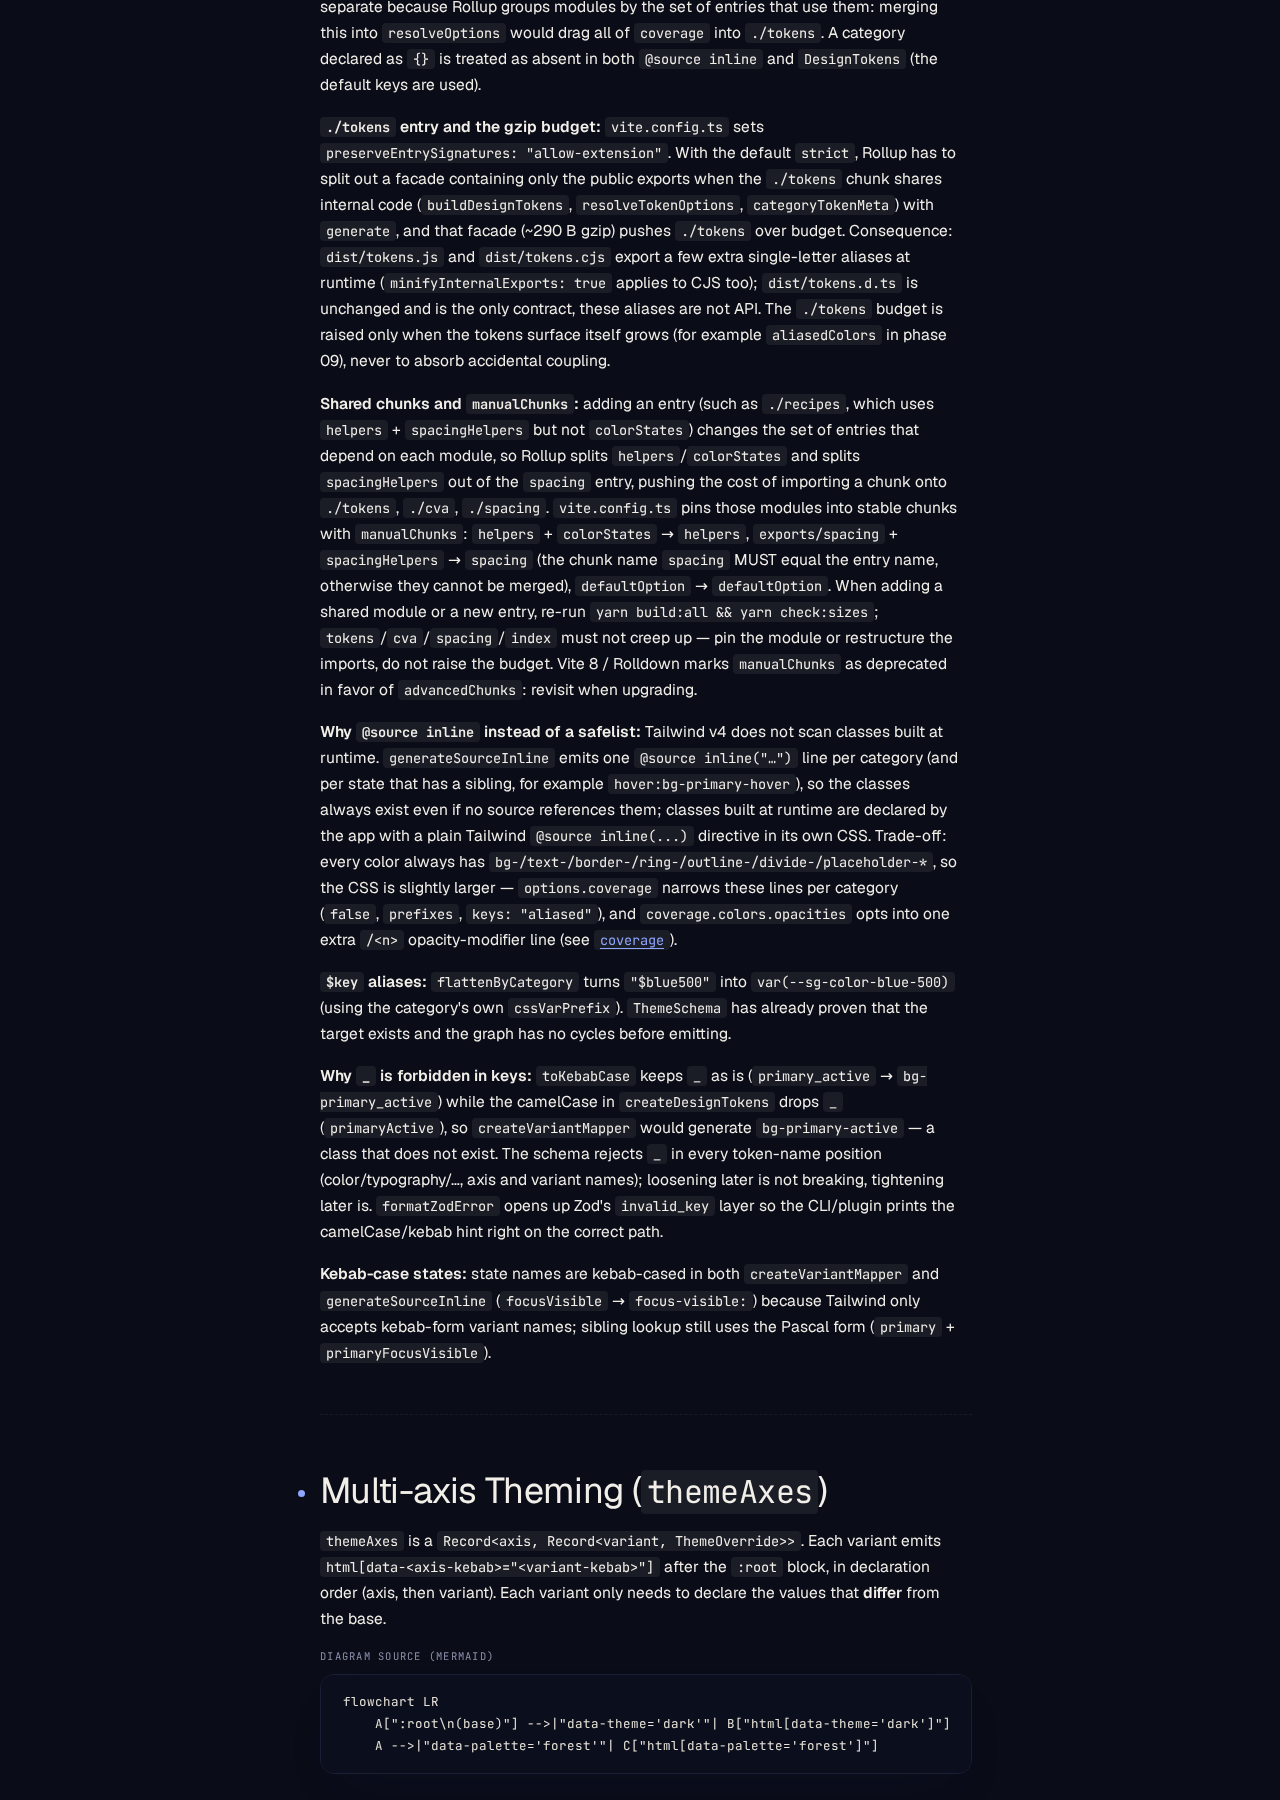 separate because Rollup groups modules by the set of entries that use them: merging
this into resolveOptions would drag all of coverage into ./tokens. A category
declared as {} is treated as absent in both @source inline and DesignTokens (the
default keys are used).
./tokens entry and the gzip budget: vite.config.ts sets
preserveEntrySignatures: "allow-extension". With the default strict, Rollup has to
split out a facade containing only the public exports when the ./tokens chunk shares
internal code (buildDesignTokens, resolveTokenOptions, categoryTokenMeta) with
generate, and that facade (~290 B gzip) pushes ./tokens over budget. Consequence:
dist/tokens.js and dist/tokens.cjs export a few extra single-letter aliases at
runtime (minifyInternalExports: true applies to CJS too); dist/tokens.d.ts is
unchanged and is the only contract, these aliases are not API. The ./tokens budget is
raised only when the tokens surface itself grows (for example aliasedColors in phase
09), never to absorb accidental coupling.
Shared chunks and manualChunks: adding an entry (such as ./recipes, which uses
helpers + spacingHelpers but not colorStates) changes the set of entries that
depend on each module, so Rollup splits helpers/colorStates and splits
spacingHelpers out of the spacing entry, pushing the cost of importing a chunk onto
./tokens, ./cva, ./spacing. vite.config.ts pins those modules into stable chunks
with manualChunks: helpers + colorStates → helpers, exports/spacing +
spacingHelpers → spacing (the chunk name spacing MUST equal the entry name,
otherwise they cannot be merged), defaultOption → defaultOption. When adding a
shared module or a new entry, re-run yarn build:all && yarn check:sizes;
tokens/cva/spacing/index must not creep up — pin the module or restructure the
imports, do not raise the budget. Vite 8 / Rolldown marks manualChunks as deprecated
in favor of advancedChunks: revisit when upgrading.
Why @source inline instead of a safelist: Tailwind v4 does not scan classes built at
runtime. generateSourceInline emits one @source inline("…") line per category (and
per state that has a sibling, for example hover:bg-primary-hover), so the classes
always exist even if no source references them; classes built at runtime are declared by
the app with a plain Tailwind @source inline(...) directive in its own CSS. Trade-off:
every color always has bg-/text-/border-/ring-/outline-/divide-/placeholder-*, so
the CSS is slightly larger — options.coverage narrows these lines per category
(false, prefixes, keys: "aliased"), and coverage.colors.opacities opts into one
extra /<n> opacity-modifier line (see coverage).
$key aliases: flattenByCategory turns "$blue500" into var(--sg-color-blue-500)
(using the category's own cssVarPrefix). ThemeSchema has already proven that the
target exists and the graph has no cycles before emitting.
Why _ is forbidden in keys: toKebabCase keeps _ as is (primary_active → bg-
primary_active) while the camelCase in createDesignTokens drops _
(primaryActive), so createVariantMapper would generate bg-primary-active — a
class that does not exist. The schema rejects _ in every token-name position
(color/typography/…, axis and variant names); loosening later is not breaking, tightening
later is. formatZodError opens up Zod's invalid_key layer so the CLI/plugin prints the
camelCase/kebab hint right on the correct path.
Kebab-case states: state names are kebab-cased in both createVariantMapper and
generateSourceInline (focusVisible → focus-visible:) because Tailwind only
accepts kebab-form variant names; sibling lookup still uses the Pascal form (primary +
primaryFocusVisible).
Multi-axis Theming (themeAxes)
themeAxes is a Record<axis, Record<variant, ThemeOverride>>. Each variant emits
html[data-<axis-kebab>="<variant-kebab>"] after the :root block, in declaration
order (axis, then variant). Each variant only needs to declare the values that differ from
the base.
DIAGRAM SOURCE (MERMAID)
flowchart LR
A[":root\n(base)"] -->|"data-theme='dark'"| B["html[data-theme='dark']"]
A -->|"data-palette='forest'"| C["html[data-palette='forest']"]